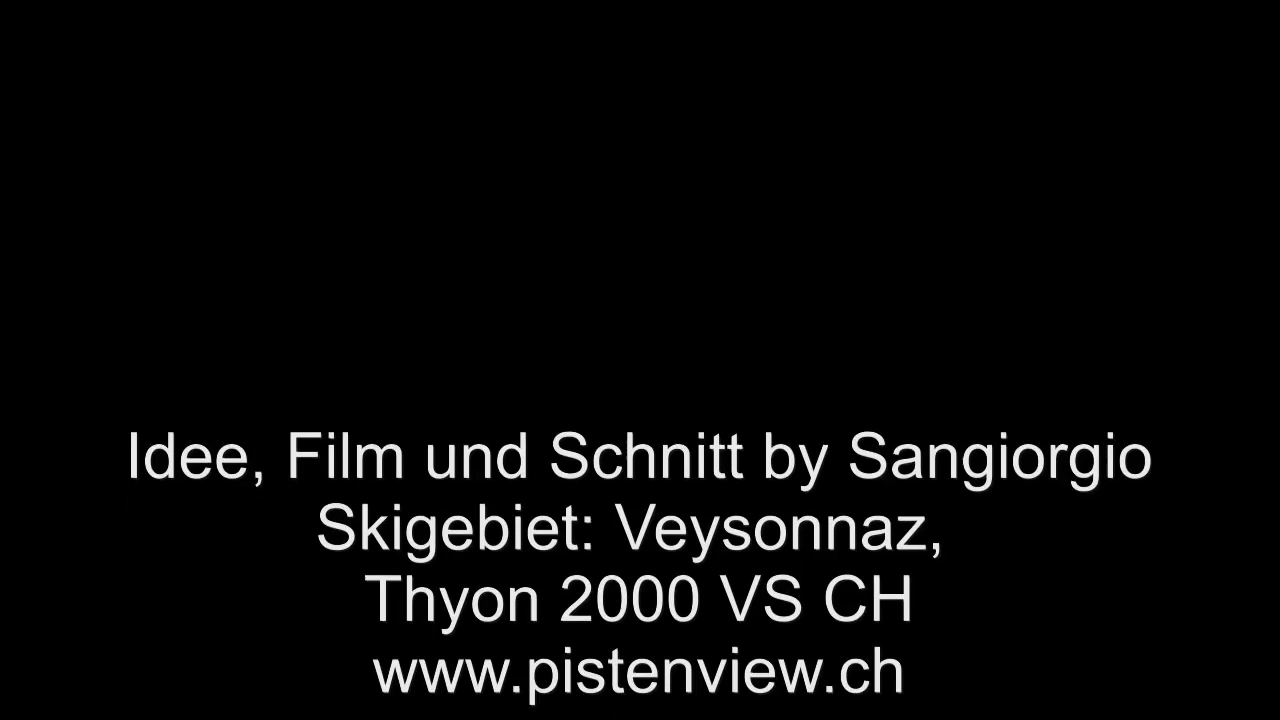 Idee, Film und Schnitt by Sangiorgio
Skigebiet: Veysonnaz,
Thyon 2000 VS CH
www.pistenview.ch